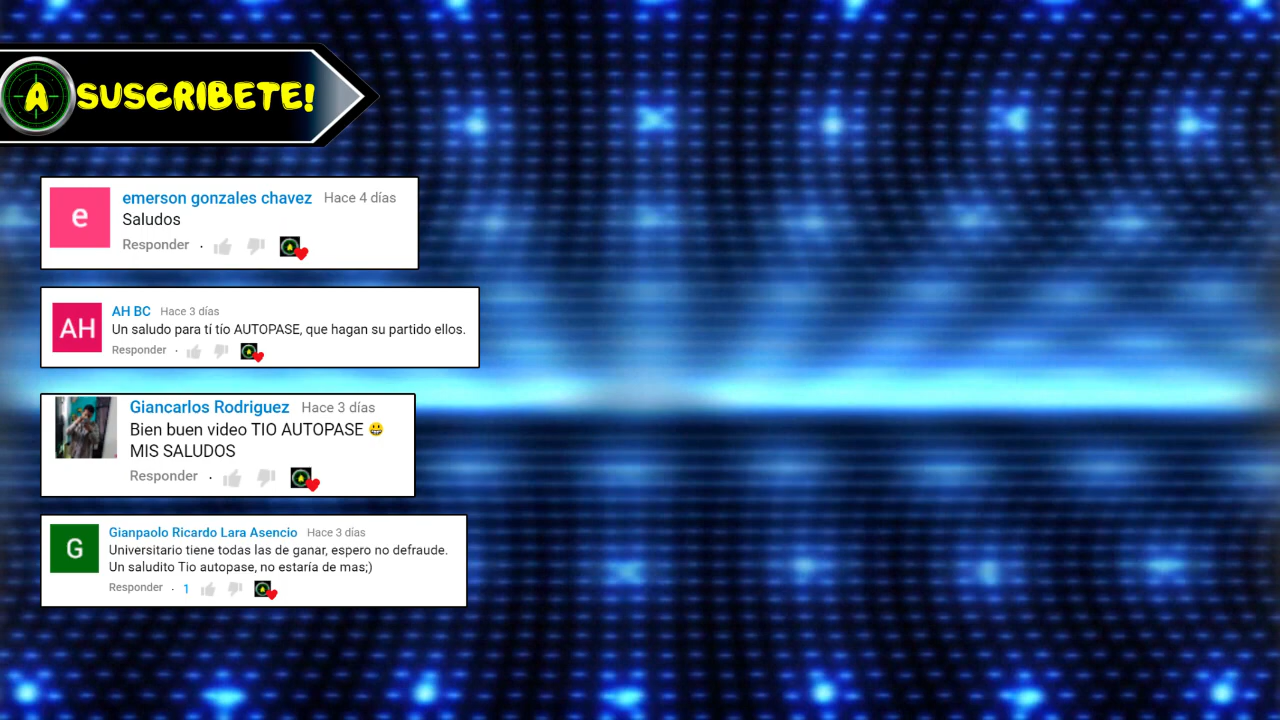 A SUSCRIBETE!
e
emerson gonzales chavez Hace 4 días
Saludos
Responder ·
AH
AH BC Hace 3 días
Un saludo para tí tío AUTOPASE, que hagan su partido ellos.
Responder ·
Giancarlos Rodriguez Hace 3 días
Bien buen video TIO AUTOPASE 😀
MIS SALUDOS
Responder ·
G
Gianpaolo Ricardo Lara Asencio Hace 3 días
Universitario tiene todas las de ganar, espero no defraude.
Un saludito Tio autopase, no estaría de mas;)
Responder · 1